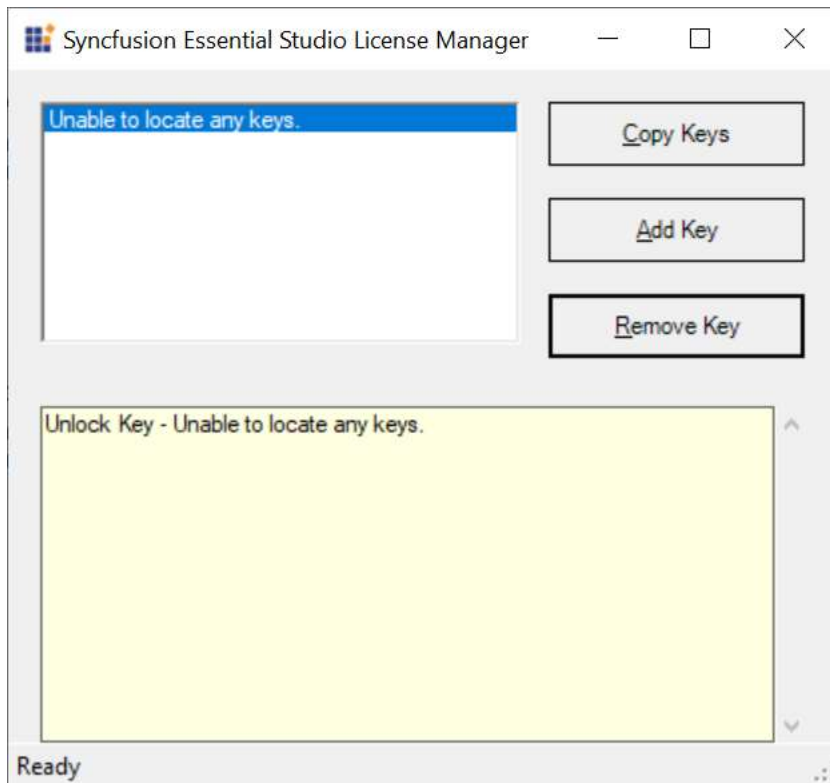 Syncfusion Essential Studio License Manager
Unable to locate any keys.
Copy Keys
Add Key
Remove Key
Unlock Key - Unable to locate any keys.
Ready